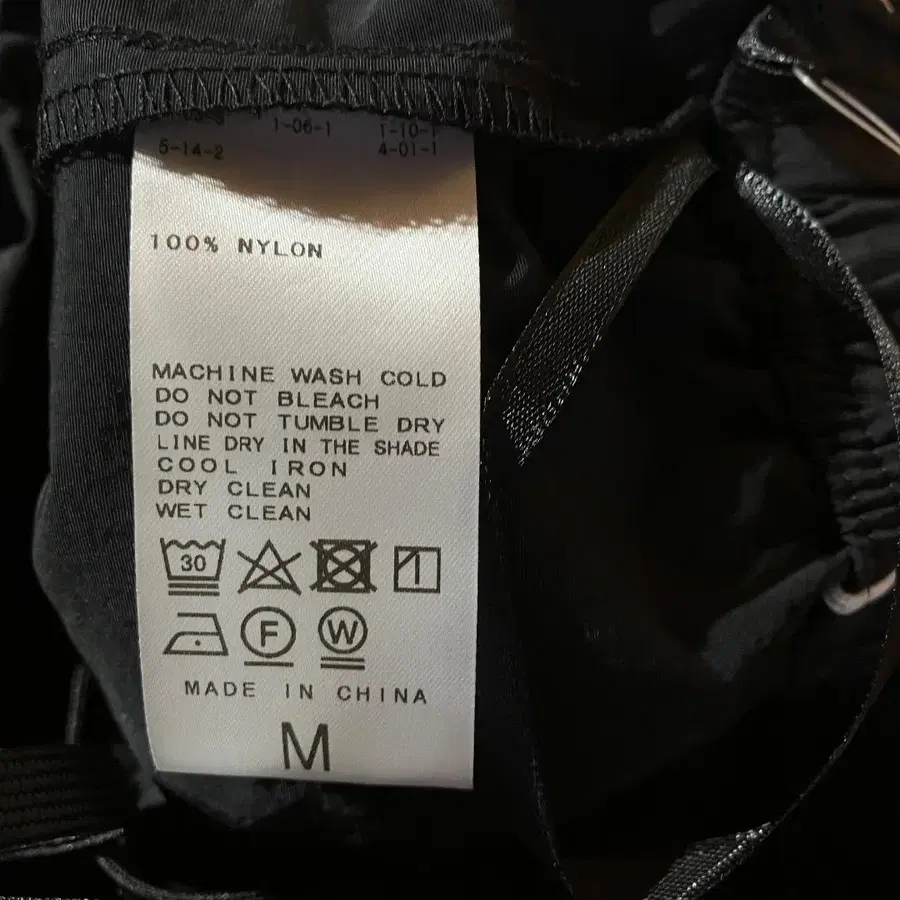 1-06-1 1-10-1
5-14-2 4-01-1
100% NYLON
MACHINE WASH COLD
DO NOT BLEACH
DO NOT TUMBLE DRY
LINE DRY IN THE SHADE
COOL IRON
DRY CLEAN
WET CLEAN
30
F W
MADE IN CHINA
M